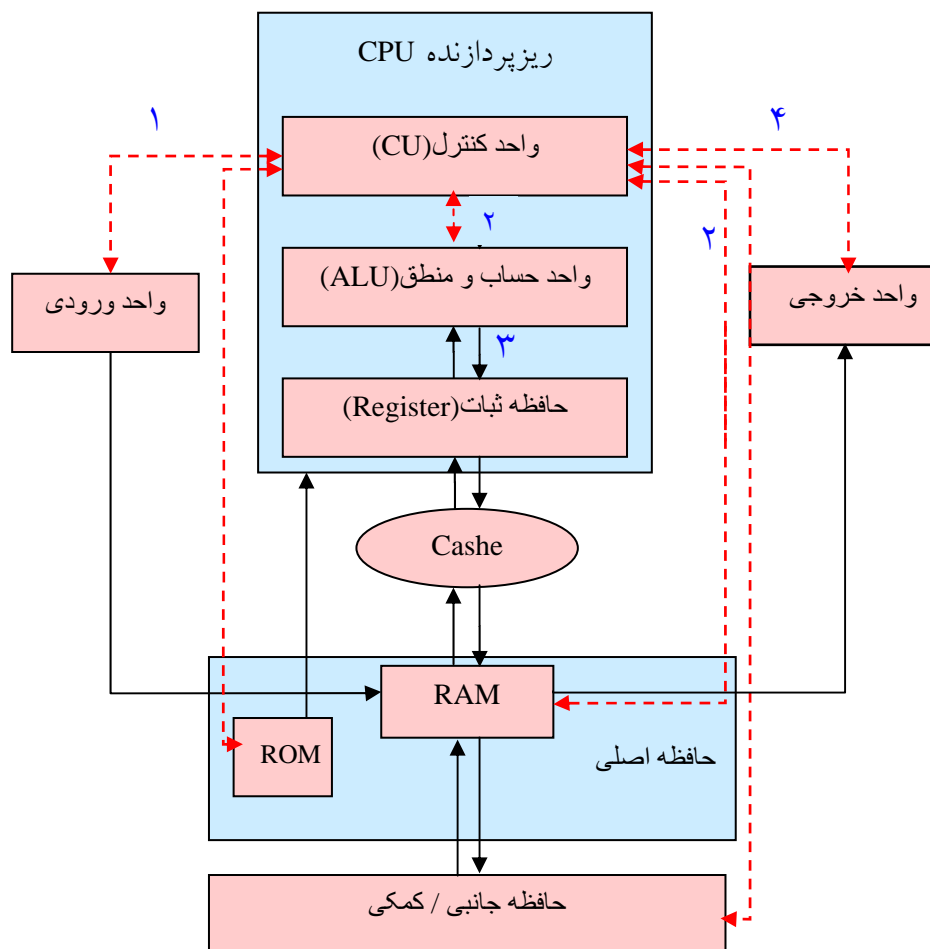 ریزپردازنده CPU
۱
۴
واحد کنترل(CU)
۲
۲
واحد ورودی
واحد حساب و منطق(ALU)
واحد خروجی
۳
حافظه ثبات(Register)
Cashe
RAM
ROM
حافظه اصلی
حافظه جانبی / کمکی